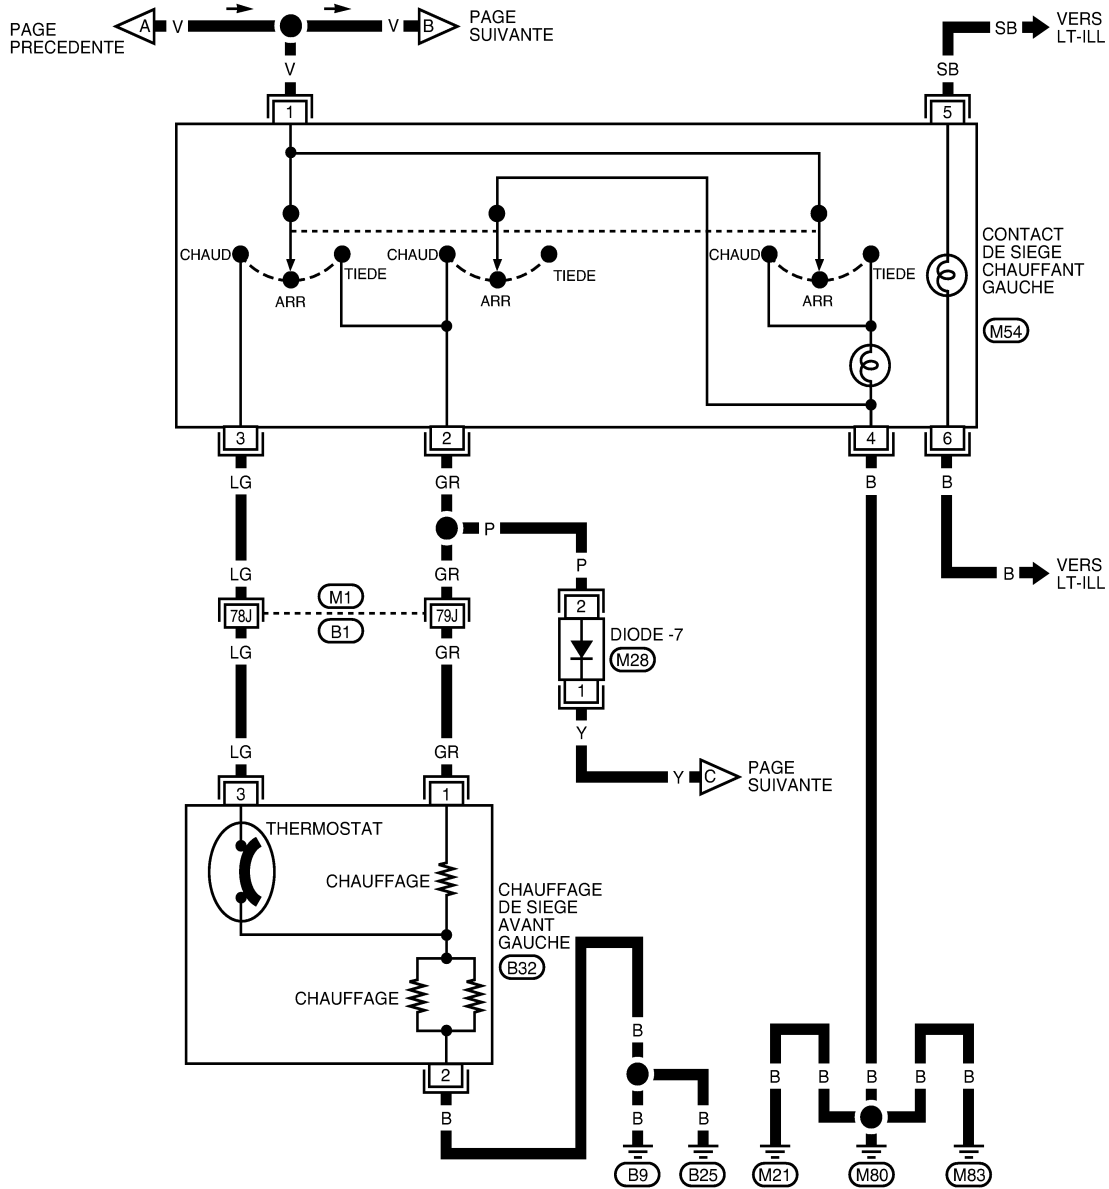 PAGE
PRECEDENTE
A V V B
PAGE
SUIVANTE
SB
VERS
LT-ILL
V
SB
1
5
CHAUD
TIEDE
ARR
CHAUD
TIEDE
ARR
CHAUD
TIEDE
ARR
CONTACT
DE SIEGE
CHAUFFANT
GAUCHE
M54
3 2 4 6
LG GR B B
P
P
LG GR
B
VERS
LT-ILL
M1
78J 79J
B1
2
DIODE -7
M28
1
LG GR
Y
LG GR
Y C
PAGE
SUIVANTE
3 1
THERMOSTAT
CHAUFFAGE
CHAUFFAGE
DE SIEGE
AVANT
GAUCHE
B32
CHAUFFAGE
2
B
B
B B
B B B B B
B9 B25 M21 M80 M83